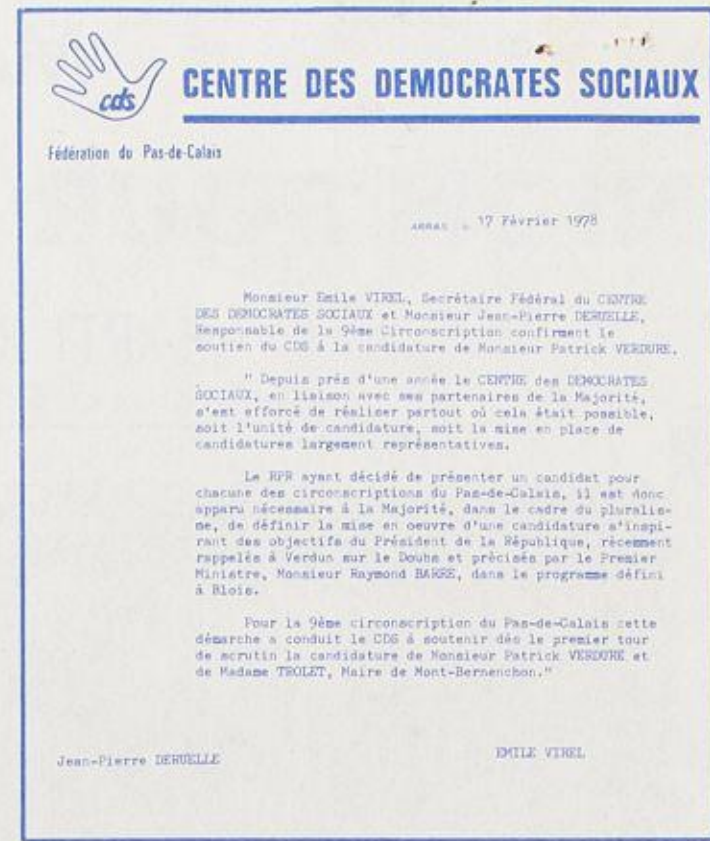 cds
CENTRE DES DEMOCRATES SOCIAUX
Fédération du Pas-de-Calais
ARRAS 17 Février 1978
Monsieur Emile VIREL, Secrétaire Fédéral du CENTRE
DES DEMOCRATES SOCIAUX et Monsieur Jean-Pierre DERUELLE,
Responsable de la 9ème Circonscription confirment le
soutien du CDS à la candidature de Monsieur Patrick VERDURE.
" Depuis près d'une année le CENTRE des DEMOCRATES
SOCIAUX, en liaison avec ses partenaires de la Majorité,
s'est efforcé de réaliser partout où cela était possible,
soit l'unité de candidature, soit la mise en place de
candidatures largement représentatives.
Le RPR ayant décidé de présenter un candidat pour
chacune des circonscriptions du Pas-de-Calais, il est donc
apparu nécessaire à la Majorité, dans le cadre du pluralis-
me, de définir la mise en oeuvre d'une candidature s'inspi-
rant des objectifs du Président de la République, récemment
rappelés à Verdun sur le Doubs et précisés par le Premier
Ministre, Monsieur Raymond BARRE, dans le programme défini
à Blois.
Pour la 9ème circonscription du Pas-de-Calais cette
démarche a conduit le CDS à soutenir dès le premier tour
de scrutin la candidature de Monsieur Patrick VERDURE et
de Madame TROLET, Maire de Mont-Bernenchon."
Jean-Pierre DERUELLE
EMILE VIREL